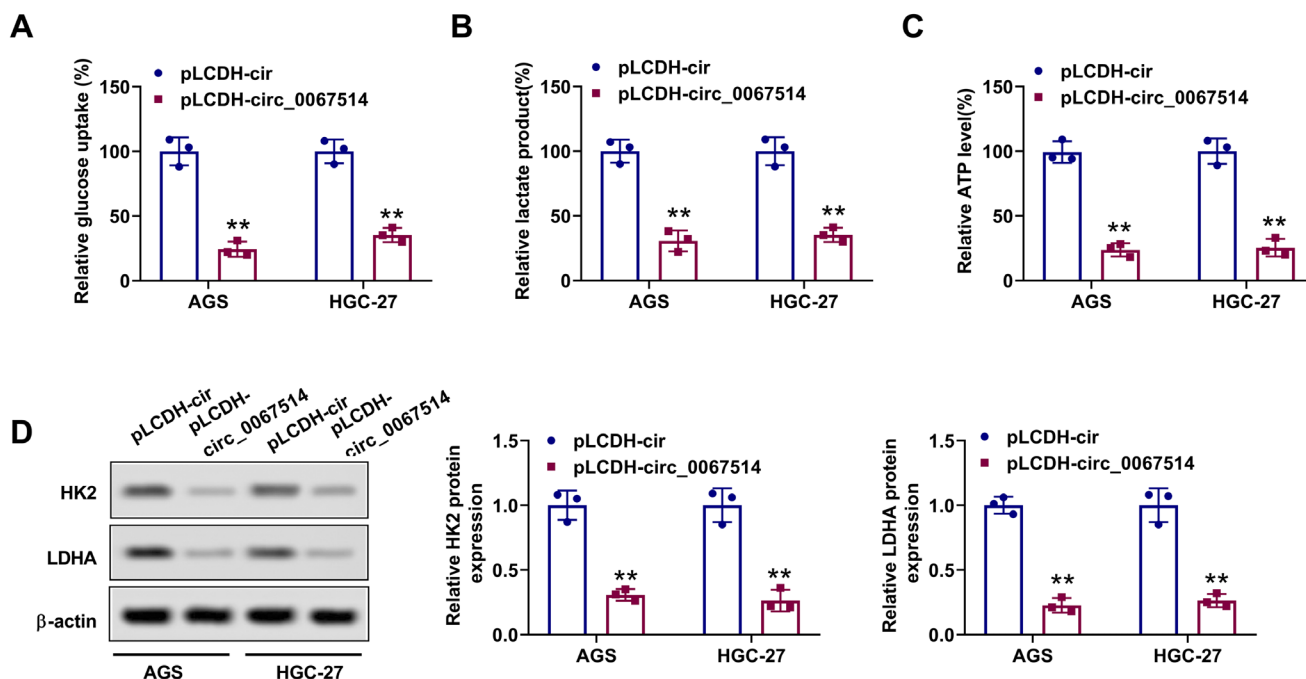 A
pLCDH-cir
pLCDH-circ_0067514
Relative glucose uptake (%)
150
100
50
0
**
**
AGS
HGC-27
B
pLCDH-cir
pLCDH-circ_0067514
Relative lactate product(%)
150
100
50
0
**
**
AGS
HGC-27
C
pLCDH-cir
pLCDH-circ_0067514
Relative ATP level(%)
150
100
50
0
**
**
AGS
HGC-27
D
pLCDH-cir
pLCDH-
circ_0067514
pLCDH-cir
pLCDH-
circ_0067514
HK2
LDHA
β-actin
AGS
HGC-27
pLCDH-cir
pLCDH-circ_0067514
Relative HK2 protein
expression
1.5
1.0
0.5
0.0
**
**
AGS
HGC-27
pLCDH-cir
pLCDH-circ_0067514
Relative LDHA protein
expression
1.5
1.0
0.5
0.0
**
**
AGS
HGC-27